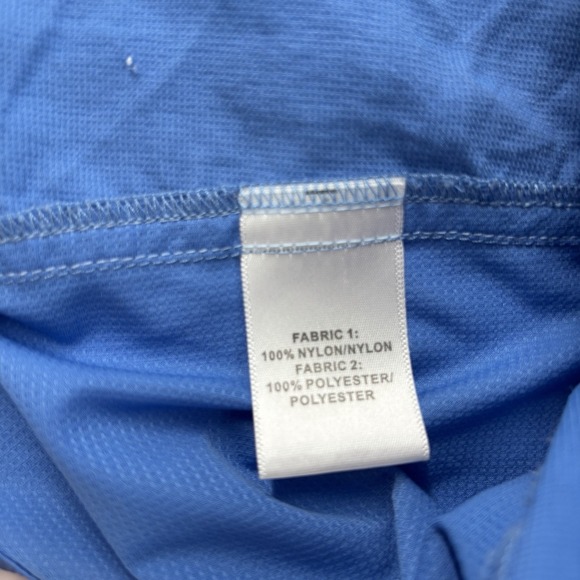 FABRIC 1:
100% NYLON/NYLON
FABRIC 2:
100% POLYESTER/
POLYESTER